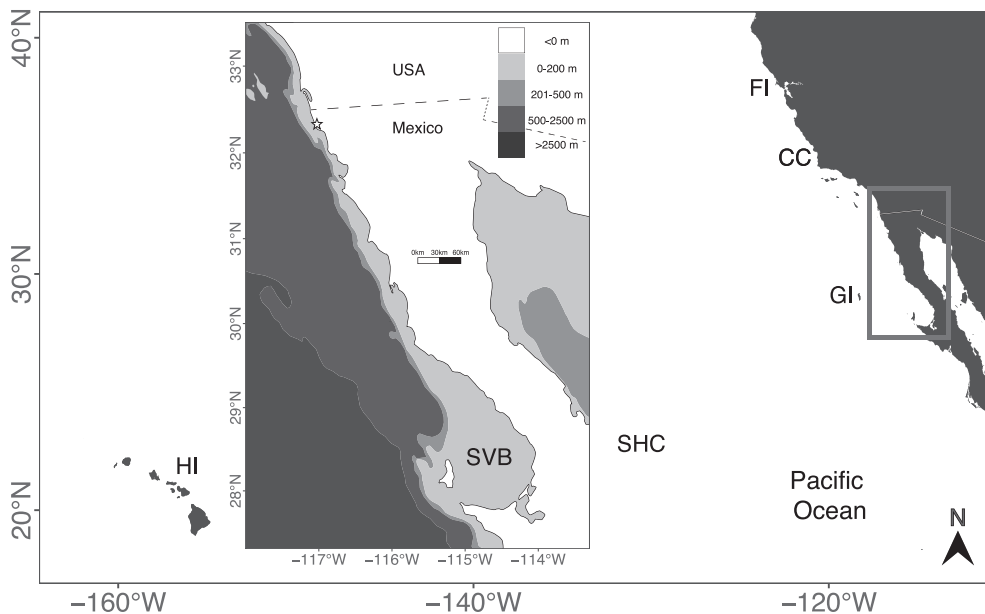 40°N
30°N
20°N
−160°W
−140°W
−120°W
33°N
32°N
31°N
30°N
29°N
28°N
−117°W
−116°W
−115°W
−114°W
USA
Mexico
<0 m
0-200 m
201-500 m
500-2500 m
>2500 m
0km 30km 60km
SVB
HI
FI
CC
GI
SHC
Pacific
Ocean
N